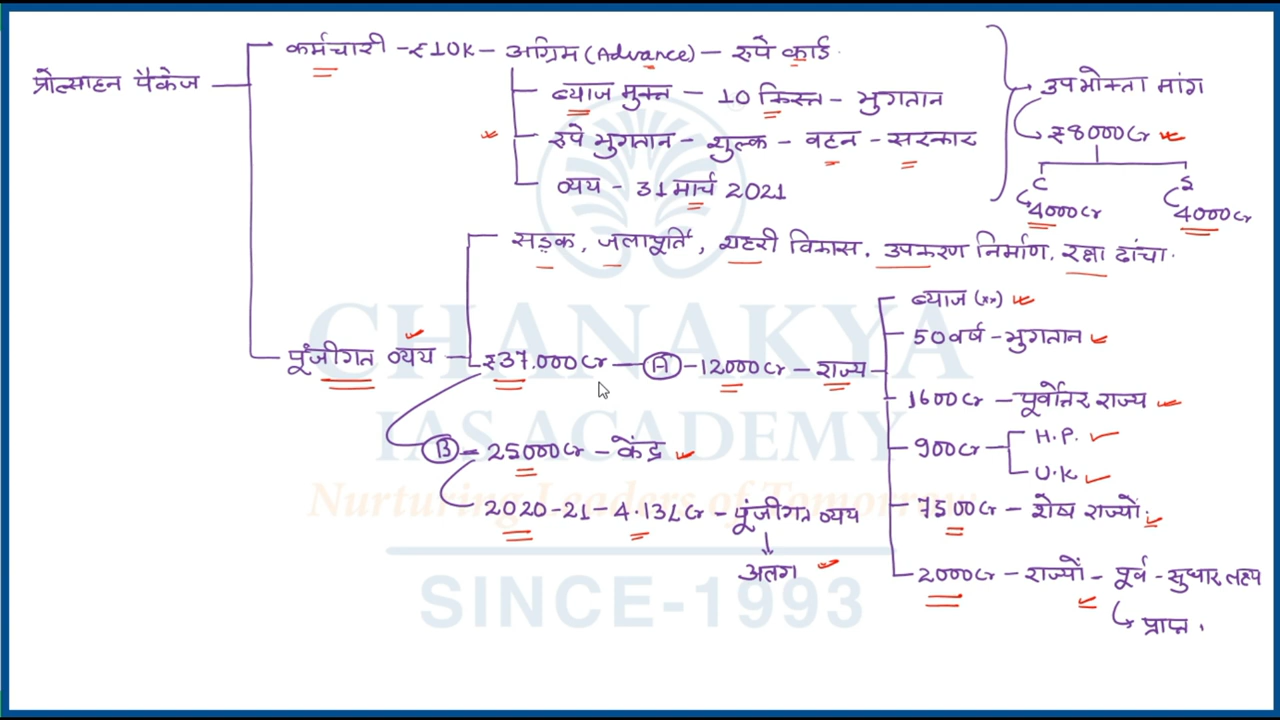 प्रोत्साहन पैकेज
कर्मचारी - ₹10K - अग्रिम (Advance) - रुपे कार्ड
ब्याज मुक्त - 10 किस्त - भुगतान
रुपे भुगतान - शुल्क - वहन - सरकार
व्यय - 31 मार्च 2021
उपभोक्ता मांग
₹8000Cr
C
S
4000Cr
4000Cr
सड़क, जलापूर्ति, शहरी विकास, उपकरण निर्माण, रक्षा ढांचा.
पूंजीगत व्यय
₹37.000Cr - A - 12000Cr - राज्य
ब्याज (××)
50 वर्ष - भुगतान
1600Cr - पूर्वोत्तर राज्य
900Cr
H.P.
U.K
7500Cr - शेष राज्यों.
2000Cr - राज्यों - पूर्व - सुधार लक्ष्य
प्राप्त.
B - 25000Cr - केंद्र
2020-21 - 4.13LCr - पूंजीगत व्यय
अलग
CHANAKYA
IAS ACADEMY
Nurturing Leaders of Tomorrow
SINCE-1993